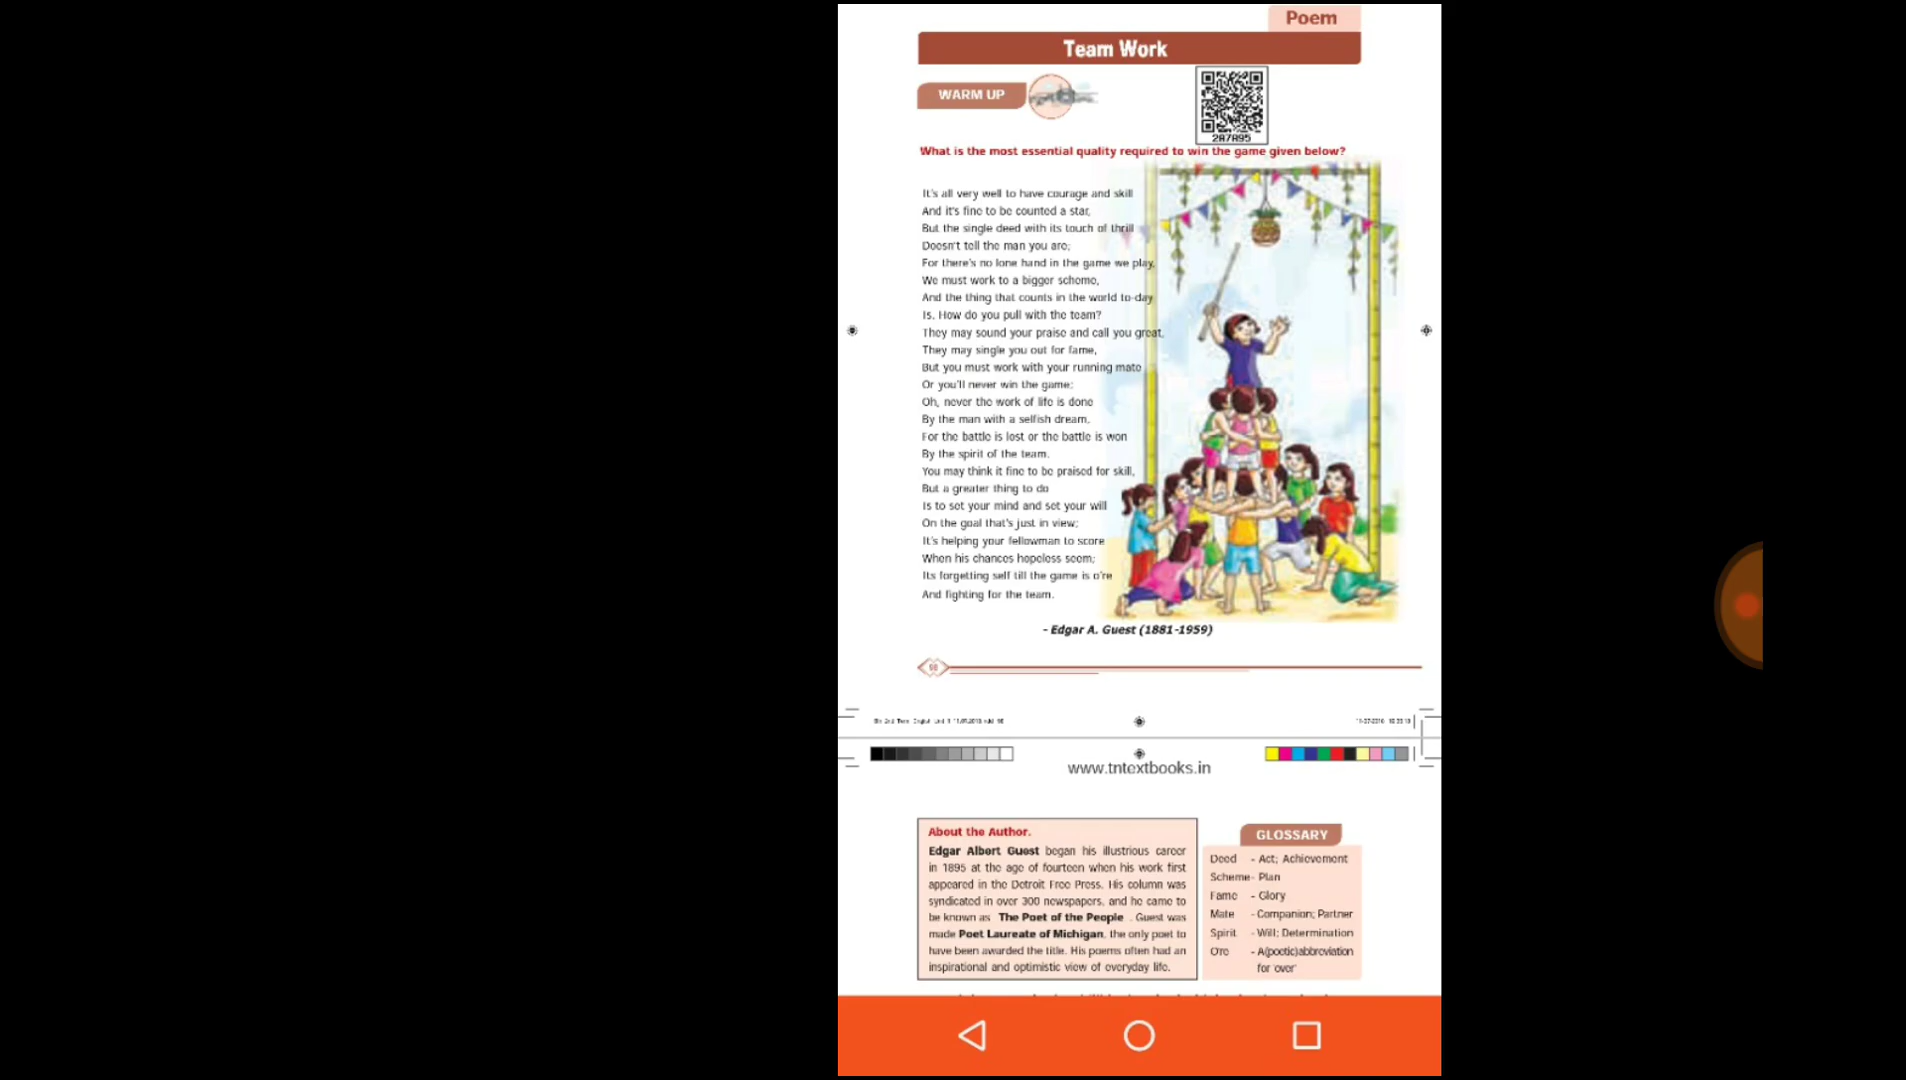 Poem
Team Work
WARM UP
2A7A95
What is the most essential quality required to win the game given below?
It's all very well to have courage and skill
And it's fine to be counted a star,
But the single deed with its touch of thrill
Doesn't tell the man you are;
For there's no lone hand in the game we play,
We must work to a bigger scheme,
And the thing that counts in the world to-day
Is, How do you pull with the team?
They may sound your praise and call you great,
They may single you out for fame,
But you must work with your running mate
Or you'll never win the game;
Oh, never the work of life is done
By the man with a selfish dream,
For the battle is lost or the battle is won
By the spirit of the team.
You may think it fine to be praised for skill,
But a greater thing to do
Is to set your mind and set your will
On the goal that's just in view;
It's helping your fellowman to score
When his chances hopeless seem;
Its forgetting self till the game is o're
And fighting for the team.
- Edgar A. Guest (1881-1959)
www.tntextbooks.in
About the Author.
Edgar Albert Guest began his illustrious career
in 1895 at the age of fourteen when his work first
appeared in the Detroit Free Press. His column was
syndicated in over 300 newspapers, and he came to
be known as The Poet of the People . Guest was
made Poet Laureate of Michigan, the only poet to
have been awarded the title. His poems often had an
inspirational and optimistic view of everyday life.
GLOSSARY
Deed - Act; Achievement
Scheme- Plan
Fame - Glory
Mate - Companion; Partner
Spirit - Will; Determination
O're - A(poetic)abbreviation
for 'over'